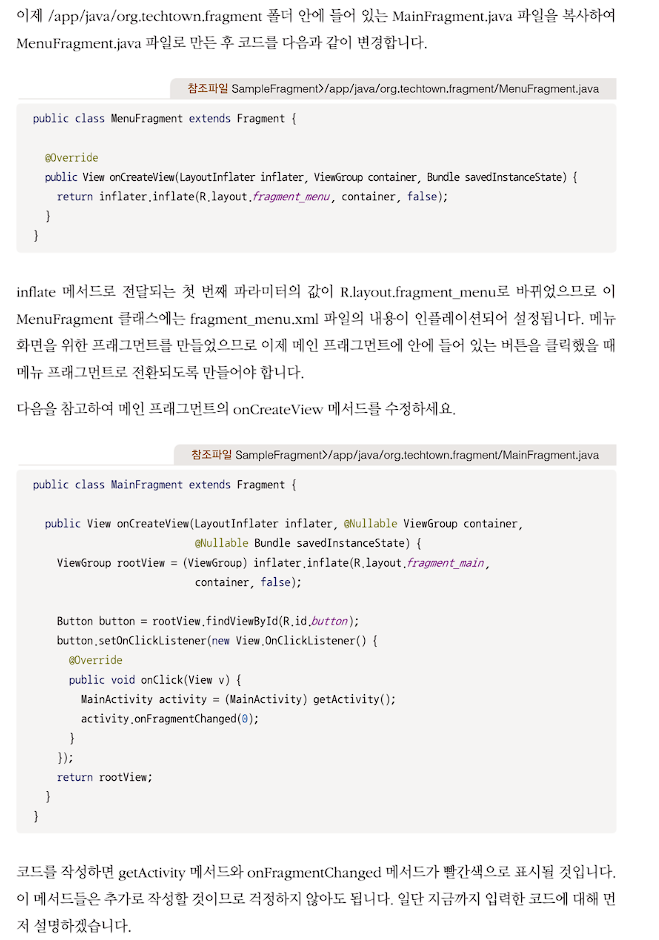 이제 /app/java/org.techtown.fragment 폴더 안에 들어 있는 MainFragment.java 파일을 복사하여
MenuFragment.java 파일로 만든 후 코드를 다음과 같이 변경합니다.
참조파일 SampleFragment>/app/java/org.techtown.fragment/MenuFragment.java
public class MenuFragment extends Fragment {
@Override
public View onCreateView(LayoutInflater inflater, ViewGroup container, Bundle savedInstanceState) {
return inflater.inflate(R.layout.fragment_menu, container, false);
}
}
inflate 메서드로 전달되는 첫 번째 파라미터의 값이 R.layout.fragment_menu로 바뀌었으므로 이
MenuFragment 클래스에는 fragment_menu.xml 파일의 내용이 인플레이션되어 설정됩니다. 메뉴
화면을 위한 프래그먼트를 만들었으므로 이제 메인 프래그먼트에 안에 들어 있는 버튼을 클릭했을 때
메뉴 프래그먼트로 전환되도록 만들어야 합니다.
다음을 참고하여 메인 프래그먼트의 onCreateView 메서드를 수정하세요.
참조파일 SampleFragment>/app/java/org.techtown.fragment/MainFragment.java
public class MainFragment extends Fragment {
public View onCreateView(LayoutInflater inflater, @Nullable ViewGroup container,
@Nullable Bundle savedInstanceState) {
ViewGroup rootView = (ViewGroup) inflater.inflate(R.layout.fragment_main,
container, false);
Button button = rootView.findViewById(R.id.button);
button.setOnClickListener(new View.OnClickListener() {
@Override
public void onClick(View v) {
MainActivity activity = (MainActivity) getActivity();
activity.onFragmentChanged(0);
}
});
return rootView;
}
}
코드를 작성하면 getActivity 메서드와 onFragmentChanged 메서드가 빨간색으로 표시될 것입니다.
이 메서드들은 추가로 작성할 것이므로 걱정하지 않아도 됩니다. 일단 지금까지 입력한 코드에 대해 먼
저 설명하겠습니다.